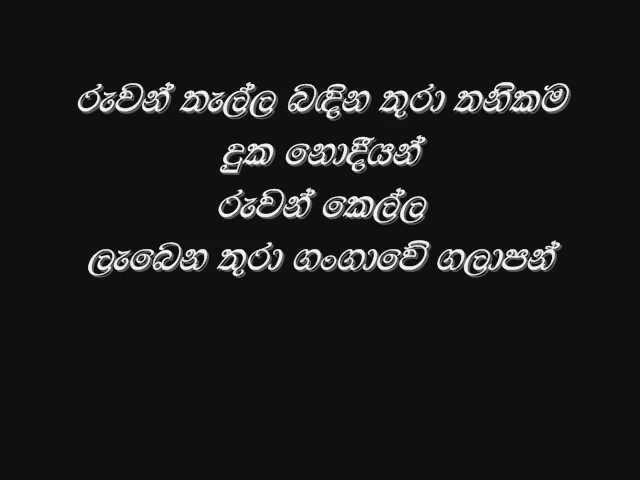 රුවන් තැල්ල බඳින තුරා තනිකම
දුක නොදියන්
රුවන් කෙල්ල
ලැබෙන තුරා ගංගාවේ ගලාපන්